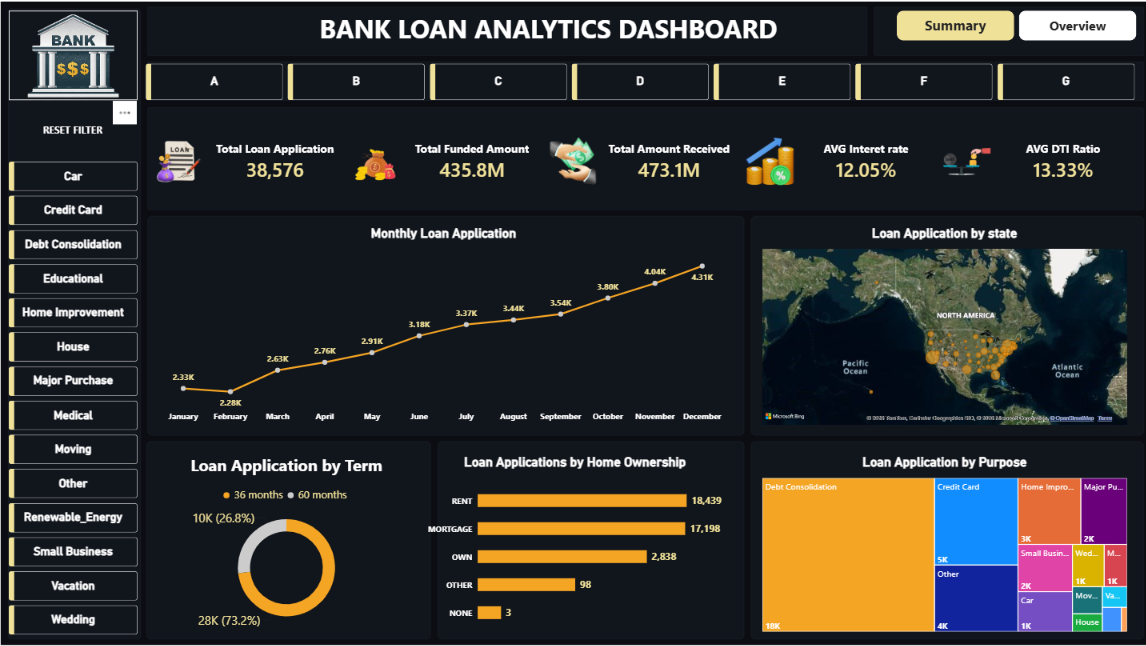 BANK
$$$
BANK LOAN ANALYTICS DASHBOARD
Summary
Overview
A
B
C
D
E
F
G
RESET FILTER
Car
Credit Card
Debt Consolidation
Educational
Home Improvement
House
Major Purchase
Medical
Moving
Other
Renewable_Energy
Small Business
Vacation
Wedding
LOAN
Total Loan Application
38,576
Total Funded Amount
435.8M
Total Amount Received
473.1M
%
AVG Interet rate
12.05%
AVG DTI Ratio
13.33%
Monthly Loan Application
2.33K
2.28K
2.63K
2.76K
2.91K
3.18K
3.37K
3.44K
3.54K
3.80K
4.04K
4.31K
January February March April May June July August September October November December
Loan Application by state
NORTH AMERICA
Pacific
Ocean
Atlantic
Ocean
Microsoft Bing
© OpenStreetMap Terms
Loan Application by Term
36 months 60 months
10K (26.8%)
28K (73.2%)
Loan Applications by Home Ownership
RENT 18,439
MORTGAGE 17,198
OWN 2,838
OTHER 98
NONE 3
Loan Application by Purpose
Debt Consolidation
18K
Credit Card
5K
Other
4K
Home Impro...
3K
Major Pu...
2K
Small Busin...
2K
Wed...
1K
M...
1K
Car
1K
Mov...
Va...
House